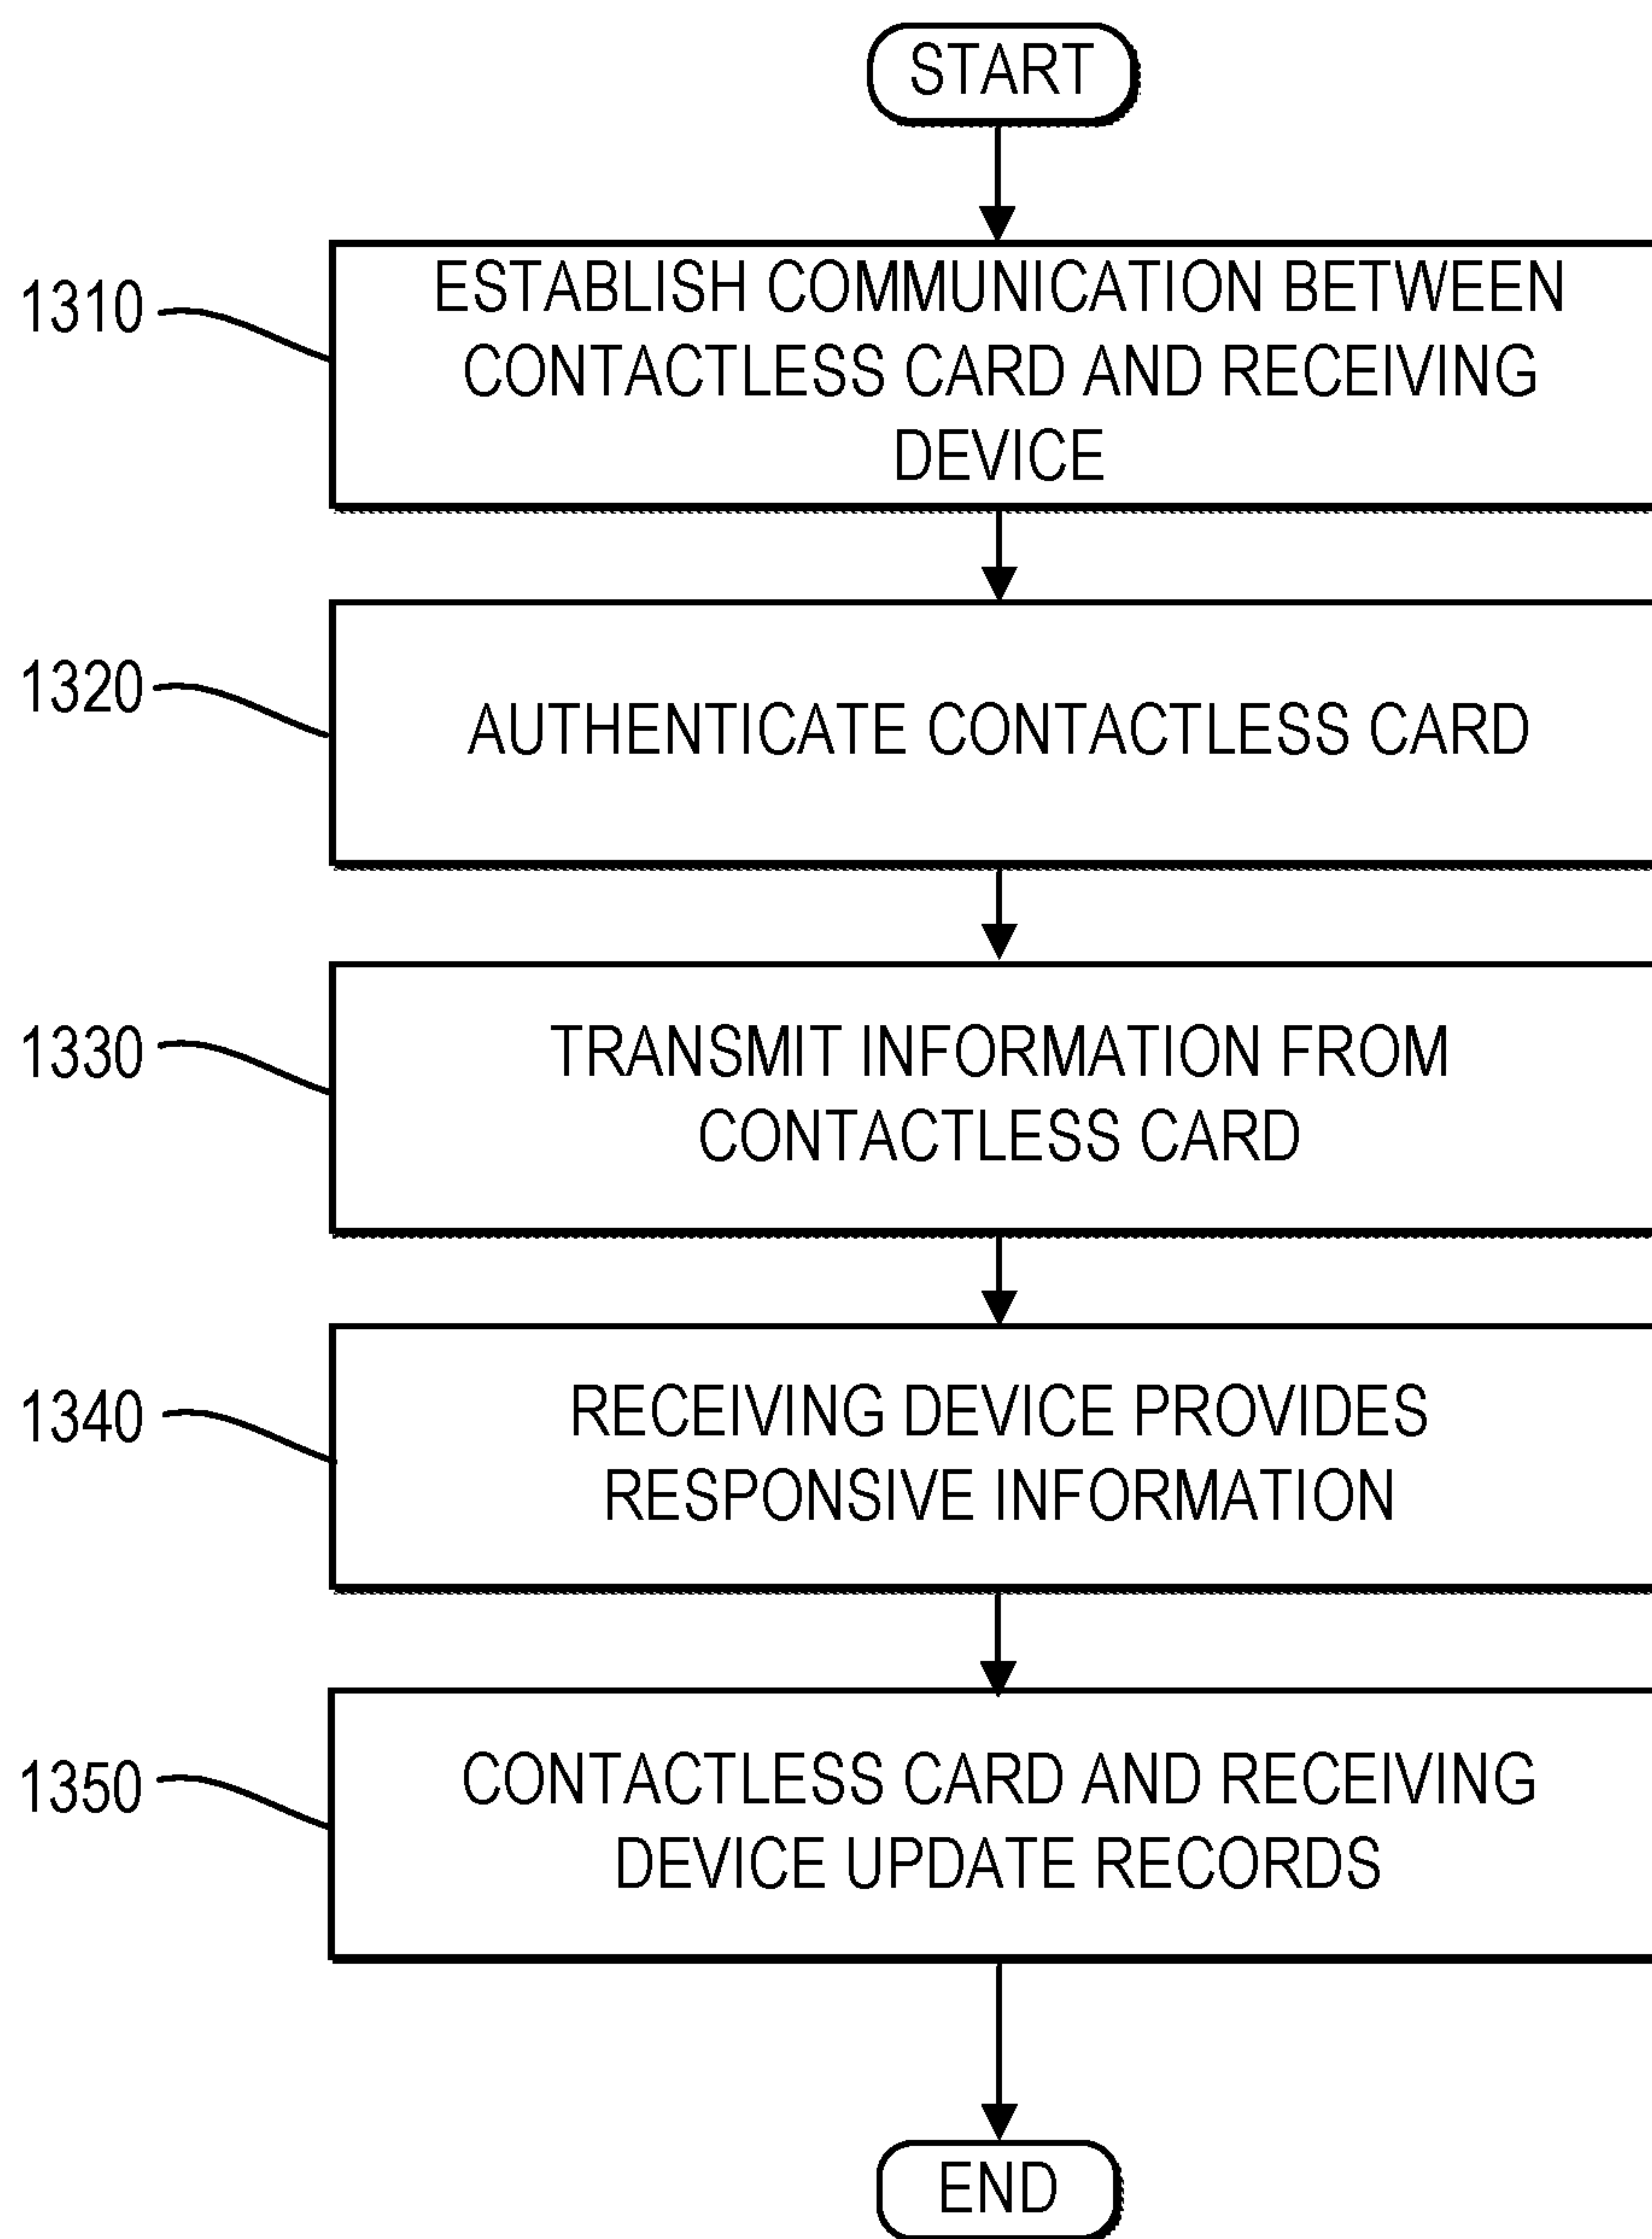 START
1310
ESTABLISH COMMUNICATION BETWEEN
CONTACTLESS CARD AND RECEIVING
DEVICE
1320
AUTHENTICATE CONTACTLESS CARD
1330
TRANSMIT INFORMATION FROM
CONTACTLESS CARD
1340
RECEIVING DEVICE PROVIDES
RESPONSIVE INFORMATION
1350
CONTACTLESS CARD AND RECEIVING
DEVICE UPDATE RECORDS
END